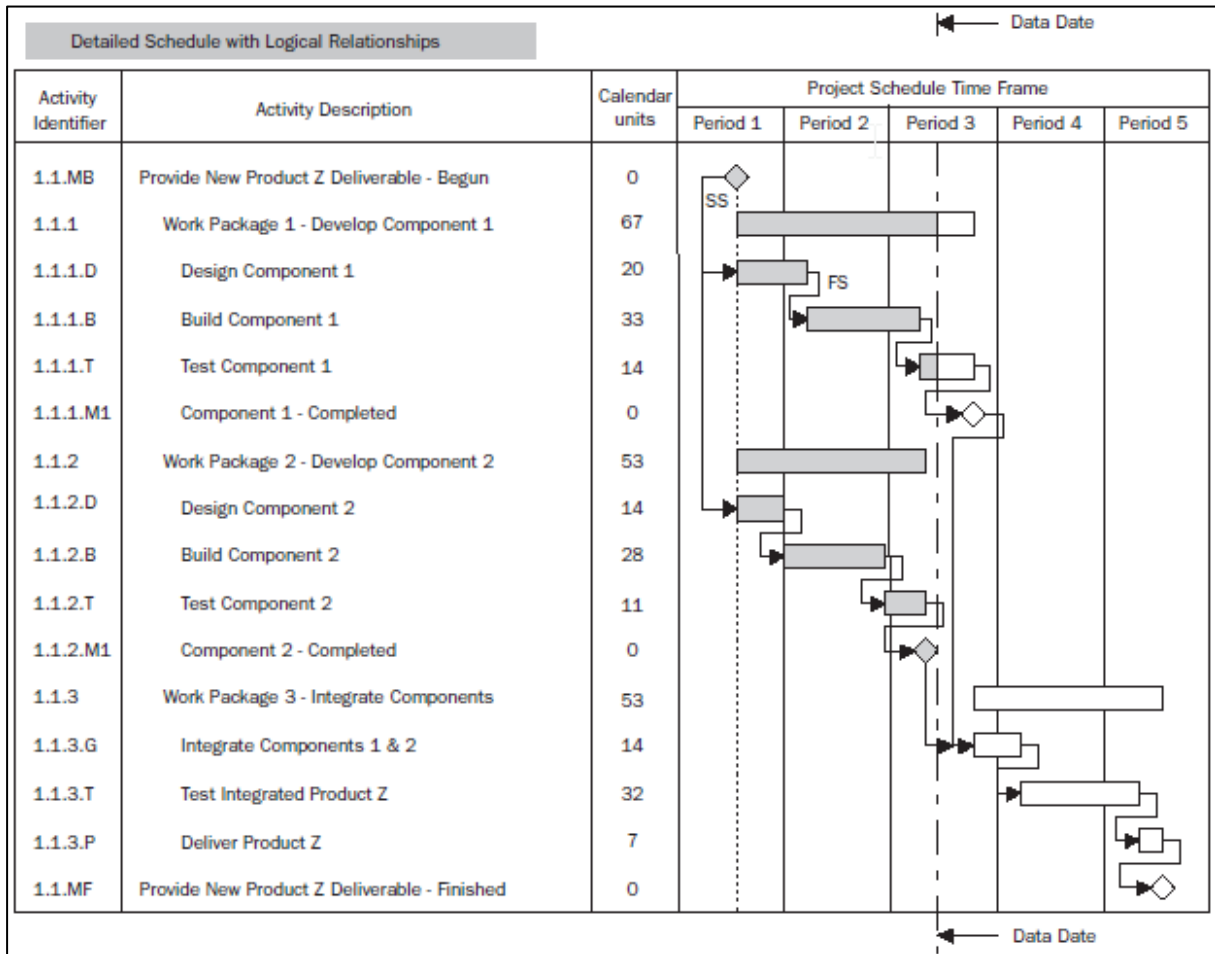 Data Date
Detailed Schedule with Logical Relationships
Activity Identifier Activity Description Calendar units Project Schedule Time Frame
Period 1 Period 2 Period 3 Period 4 Period 5
1.1.MB Provide New Product Z Deliverable - Begun 0
SS
1.1.1 Work Package 1 - Develop Component 1 67
1.1.1.D Design Component 1 20
FS
1.1.1.B Build Component 1 33
1.1.1.T Test Component 1 14
1.1.1.M1 Component 1 - Completed 0
1.1.2 Work Package 2 - Develop Component 2 53
1.1.2.D Design Component 2 14
1.1.2.B Build Component 2 28
1.1.2.T Test Component 2 11
1.1.2.M1 Component 2 - Completed 0
1.1.3 Work Package 3 - Integrate Components 53
1.1.3.G Integrate Components 1 & 2 14
1.1.3.T Test Integrated Product Z 32
1.1.3.P Deliver Product Z 7
1.1.MF Provide New Product Z Deliverable - Finished 0
Data Date